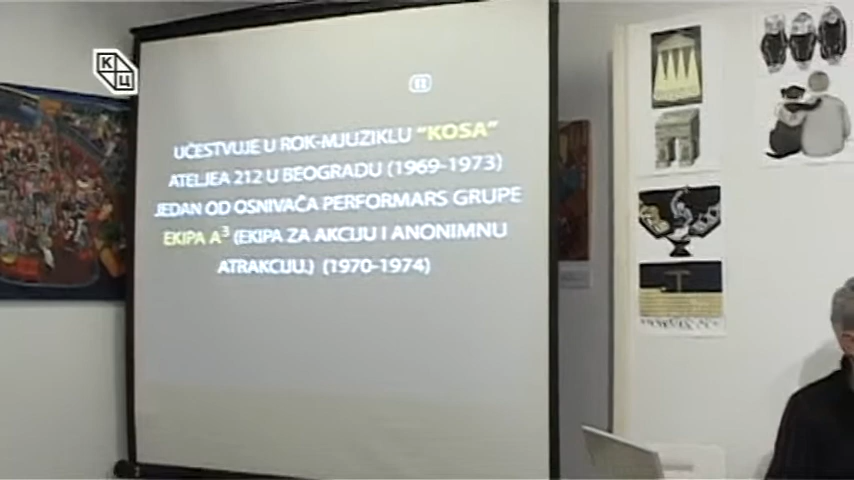 КЦ
UČESTVUJE U ROK-MJUZIKLU "KOSA"
ATELJEA 212 U BEOGRADU (1969-1973)
JEDAN OD OSNIVAČA PERFORMARS GRUPE
EKIPA A³ (EKIPA ZA AKCIJU I ANONIMNU
ATRAKCIJU.) (1970-1974)